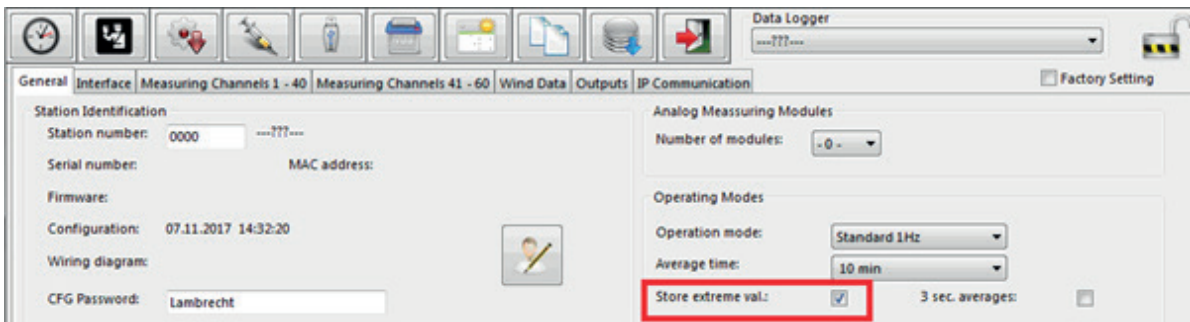 Data Logger
---???---
General Interface Measuring Channels 1 - 40 Measuring Channels 41 - 60 Wind Data Outputs IP Communication
Factory Setting
Station Identification
Station number: 0000 ---???---
Serial number: MAC address:
Firmware:
Configuration: 07.11.2017 14:32:20
Wiring diagram:
CFG Password: Lambrecht
Analog Meassuring Modules
Number of modules: - 0 -
Operating Modes
Operation mode: Standard 1Hz
Average time: 10 min
Store extreme val.: 3 sec. averages: